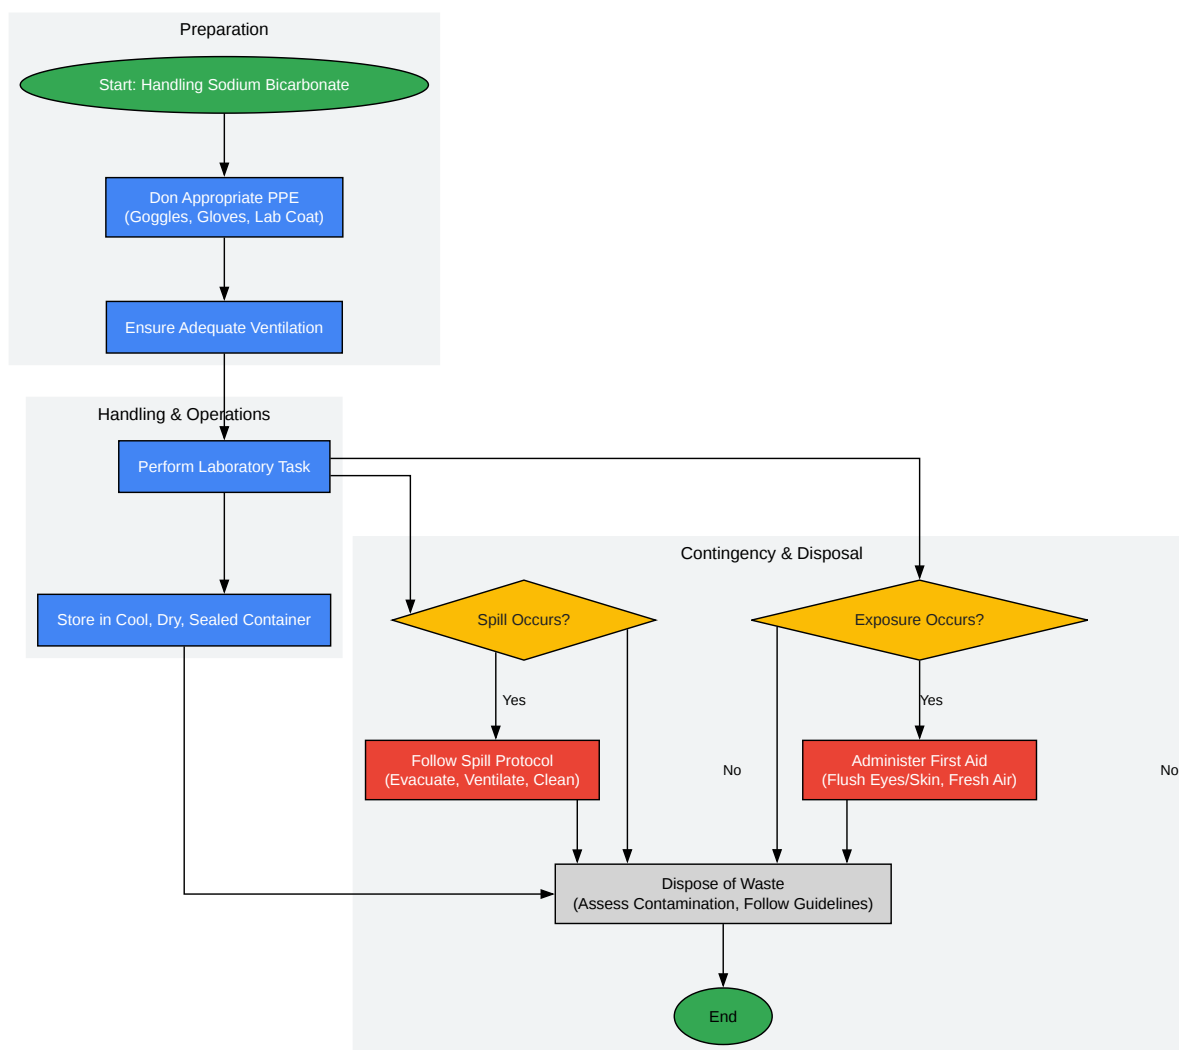 Preparation
Start: Handling Sodium Bicarbonate
Don Appropriate PPE
(Goggles, Gloves, Lab Coat)
Ensure Adequate Ventilation
Handling & Operations
Perform Laboratory Task
Store in Cool, Dry, Sealed Container
Contingency & Disposal
Spill Occurs?
Exposure Occurs?
Yes
Yes
Follow Spill Protocol
(Evacuate, Ventilate, Clean)
No
Administer First Aid
(Flush Eyes/Skin, Fresh Air)
No
Dispose of Waste
(Assess Contamination, Follow Guidelines)
End